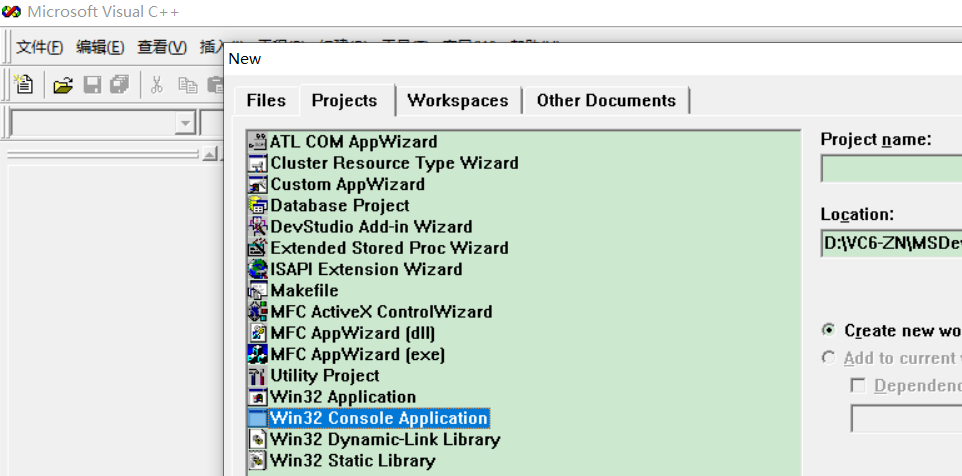 Microsoft Visual C++
文件(F) 编辑(E) 查看(V) 插入
New
Files Projects Workspaces Other Documents
ATL COM AppWizard
Cluster Resource Type Wizard
Custom AppWizard
Database Project
DevStudio Add-in Wizard
Extended Stored Proc Wizard
ISAPI Extension Wizard
Makefile
MFC ActiveX ControlWizard
MFC AppWizard (dll)
MFC AppWizard (exe)
Utility Project
Win32 Application
Win32 Console Application
Win32 Dynamic-Link Library
Win32 Static Library
Project name:
Location:
D:\VC6-ZN\MSDev
Create new wo
Add to current
Dependenc